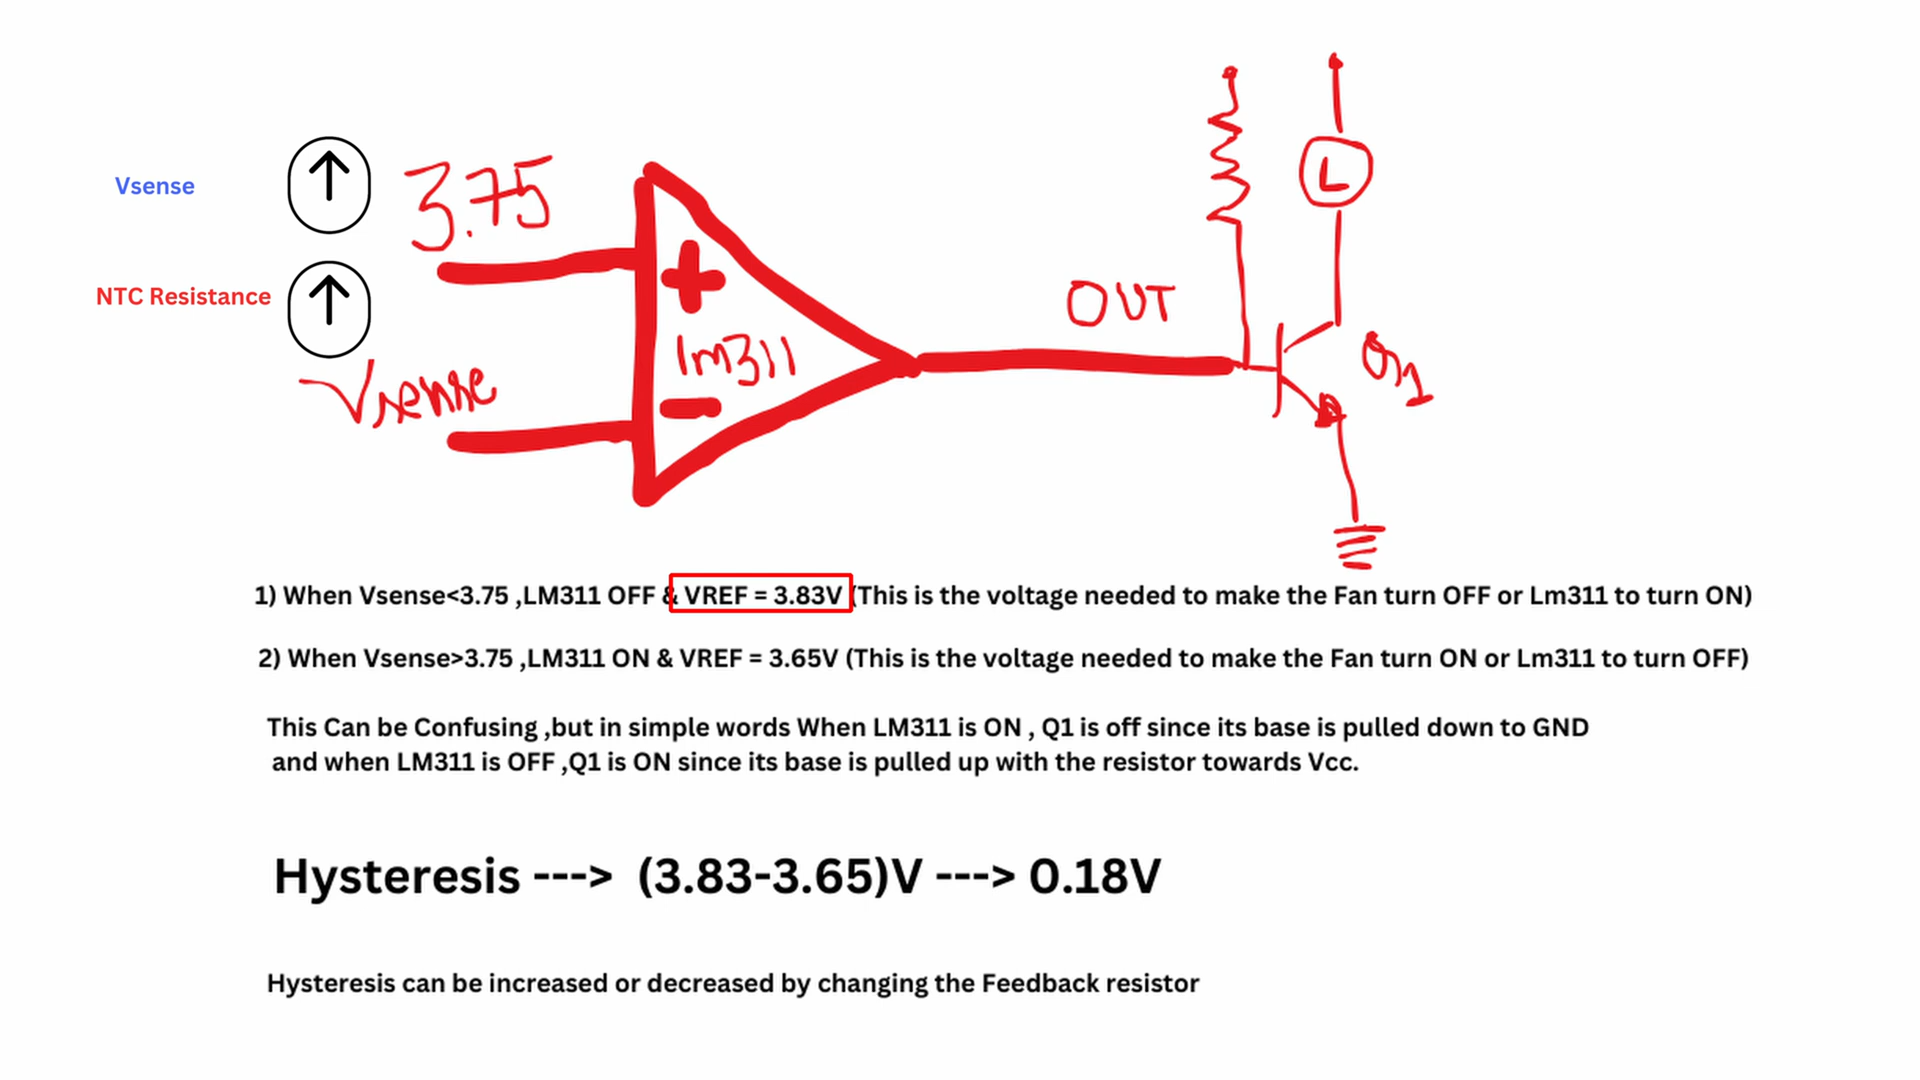 Vsense
3.75
NTC Resistance
Vsense
+
lm311
-
OUT
L
Q1
1) When Vsense<3.75 ,LM311 OFF & VREF = 3.83V (This is the voltage needed to make the Fan turn OFF or Lm311 to turn ON)
2) When Vsense>3.75 ,LM311 ON & VREF = 3.65V (This is the voltage needed to make the Fan turn ON or Lm311 to turn OFF)
This Can be Confusing ,but in simple words When LM311 is ON , Q1 is off since its base is pulled down to GND
and when LM311 is OFF ,Q1 is ON since its base is pulled up with the resistor towards Vcc.
Hysteresis ---> (3.83-3.65)V ---> 0.18V
Hysteresis can be increased or decreased by changing the Feedback resistor